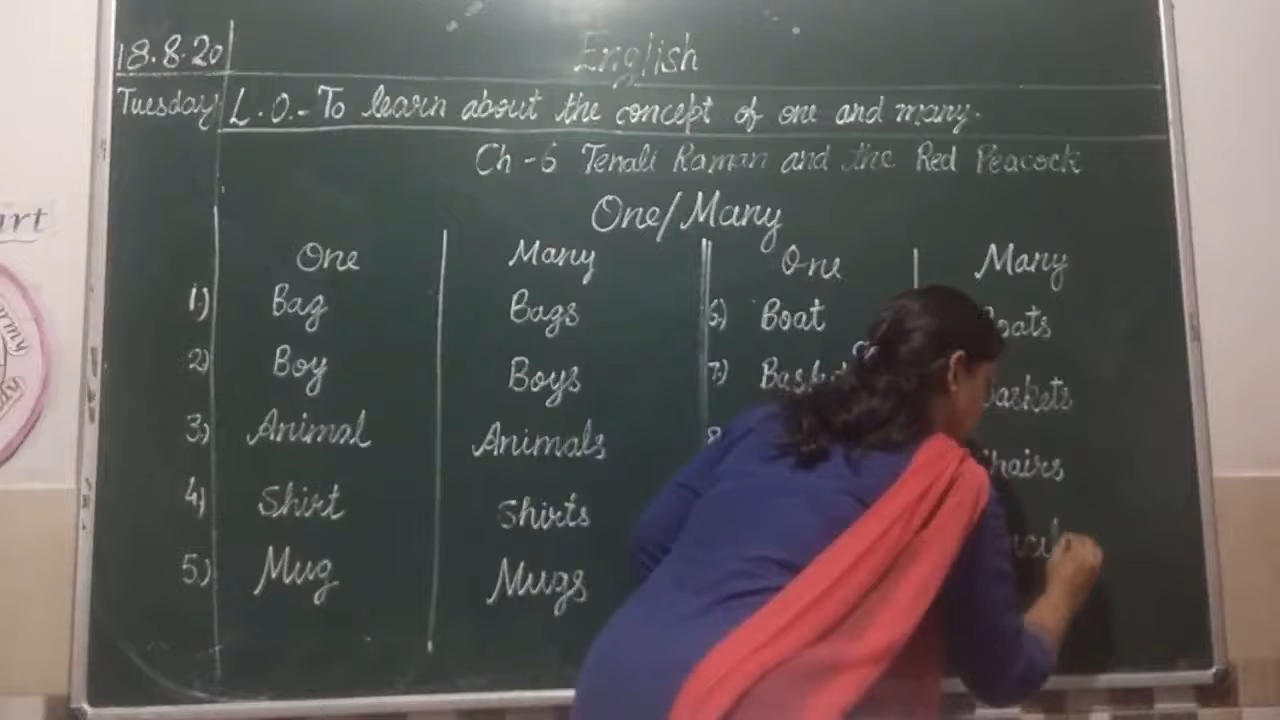 18.8.20 English
Tuesday L.O.- To learn about the concept of one and many.
Ch-6 Tenali Raman and the Red Peacock
One/Many
One Many One Many
1) Bag Bags 6) Boat
2) Boy Boys 7)
3) Animal Animals
4) Shirt Shirts
5) Mug Mugs